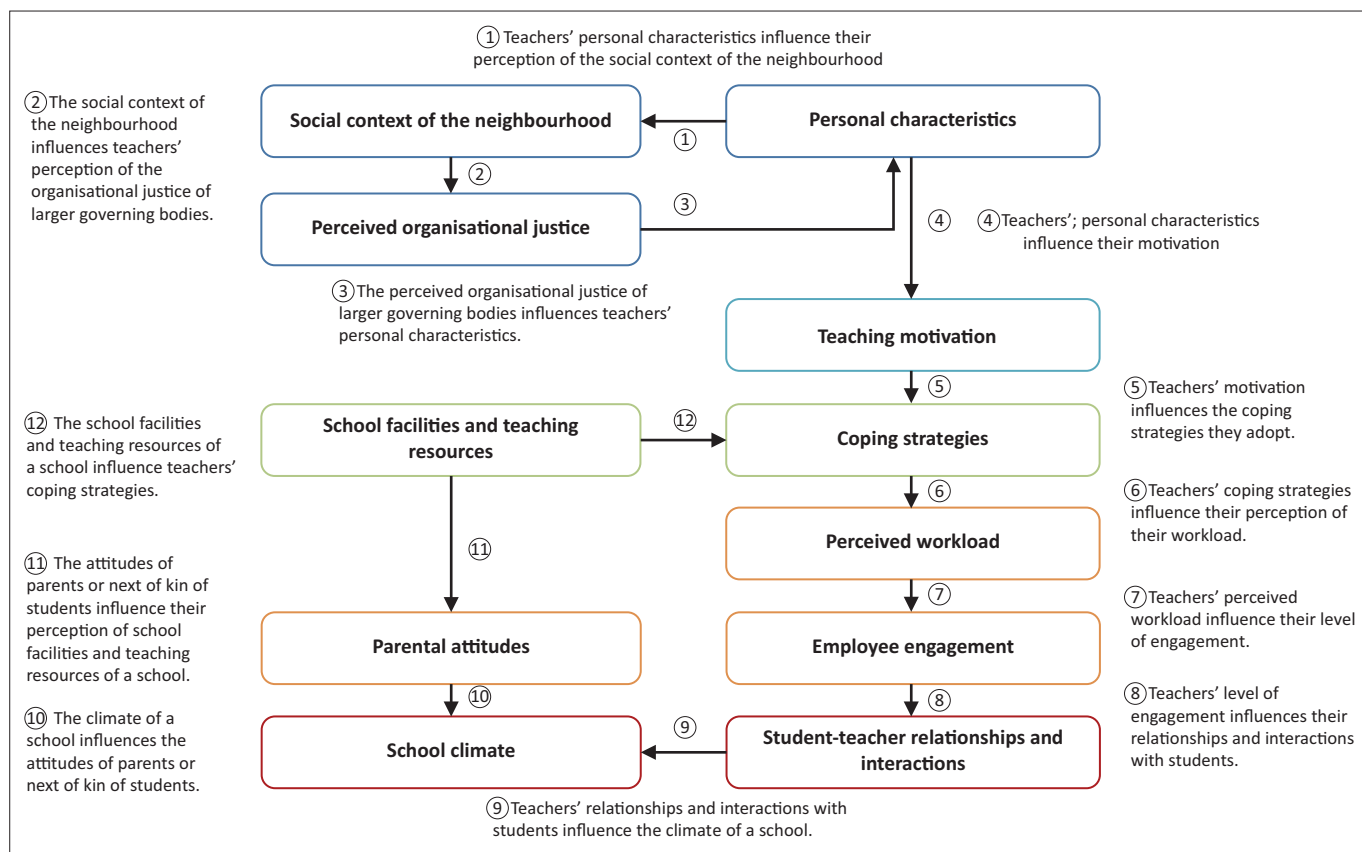 ① Teachers’ personal characteristics influence their
perception of the social context of the neighbourhood
② The social context of
the neighbourhood
influences teachers’
perception of the
organisational justice of
larger governing bodies.
Social context of the neighbourhood
①
Personal characteristics
②
Perceived organisational justice
③
④
④ Teachers’; personal characteristics
influence their motivation
③ The perceived organisational justice of
larger governing bodies influences teachers’
personal characteristics.
Teaching motivation
⑤
⑤ Teachers’ motivation
influences the coping
strategies they adopt.
⑫ The school facilities
and teaching resources of
a school influence teachers’
coping strategies.
School facilities and teaching
resources
⑫
Coping strategies
⑥
⑥ Teachers’ coping strategies
influence their perception of
their workload.
Perceived workload
⑪
⑪ The attitudes of
parents or next of kin of
students influence their
perception of school
facilities and teaching
resources of a school.
⑦
⑦ Teachers’ perceived
workload influence their level
of engagement.
Parental attitudes
Employee engagement
⑩
⑧
⑧ Teachers’ level of
engagement influences their
relationships and interactions
with students.
⑩ The climate of a
school influences the
attitudes of parents or
next of kin of students.
School climate
⑨
Student-teacher relationships and
interactions
⑨ Teachers’ relationships and interactions with
students influence the climate of a school.